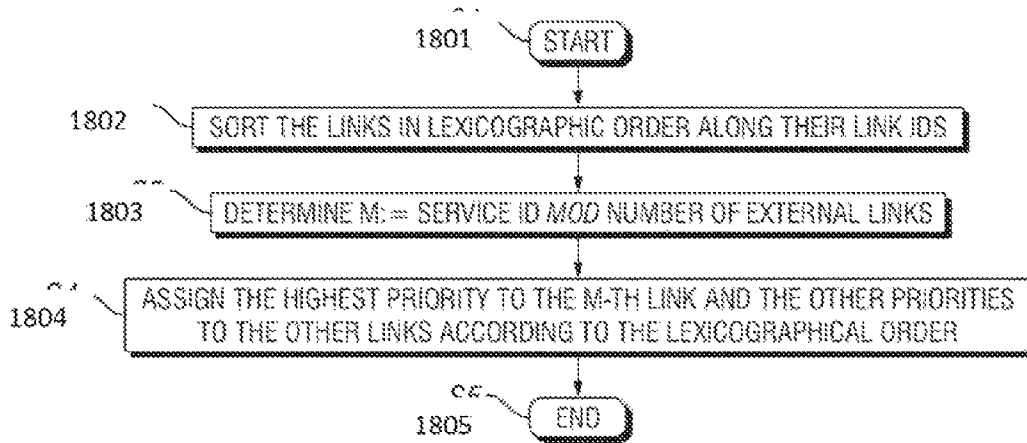 1801 START
1802 SORT THE LINKS IN LEXICOGRAPHIC ORDER ALONG THEIR LINK IDS
1803 DETERMINE M: = SERVICE ID MOD NUMBER OF EXTERNAL LINKS
1804 ASSIGN THE HIGHEST PRIORITY TO THE M-TH LINK AND THE OTHER PRIORITIES
TO THE OTHER LINKS ACCORDING TO THE LEXICOGRAPHICAL ORDER
1805 END